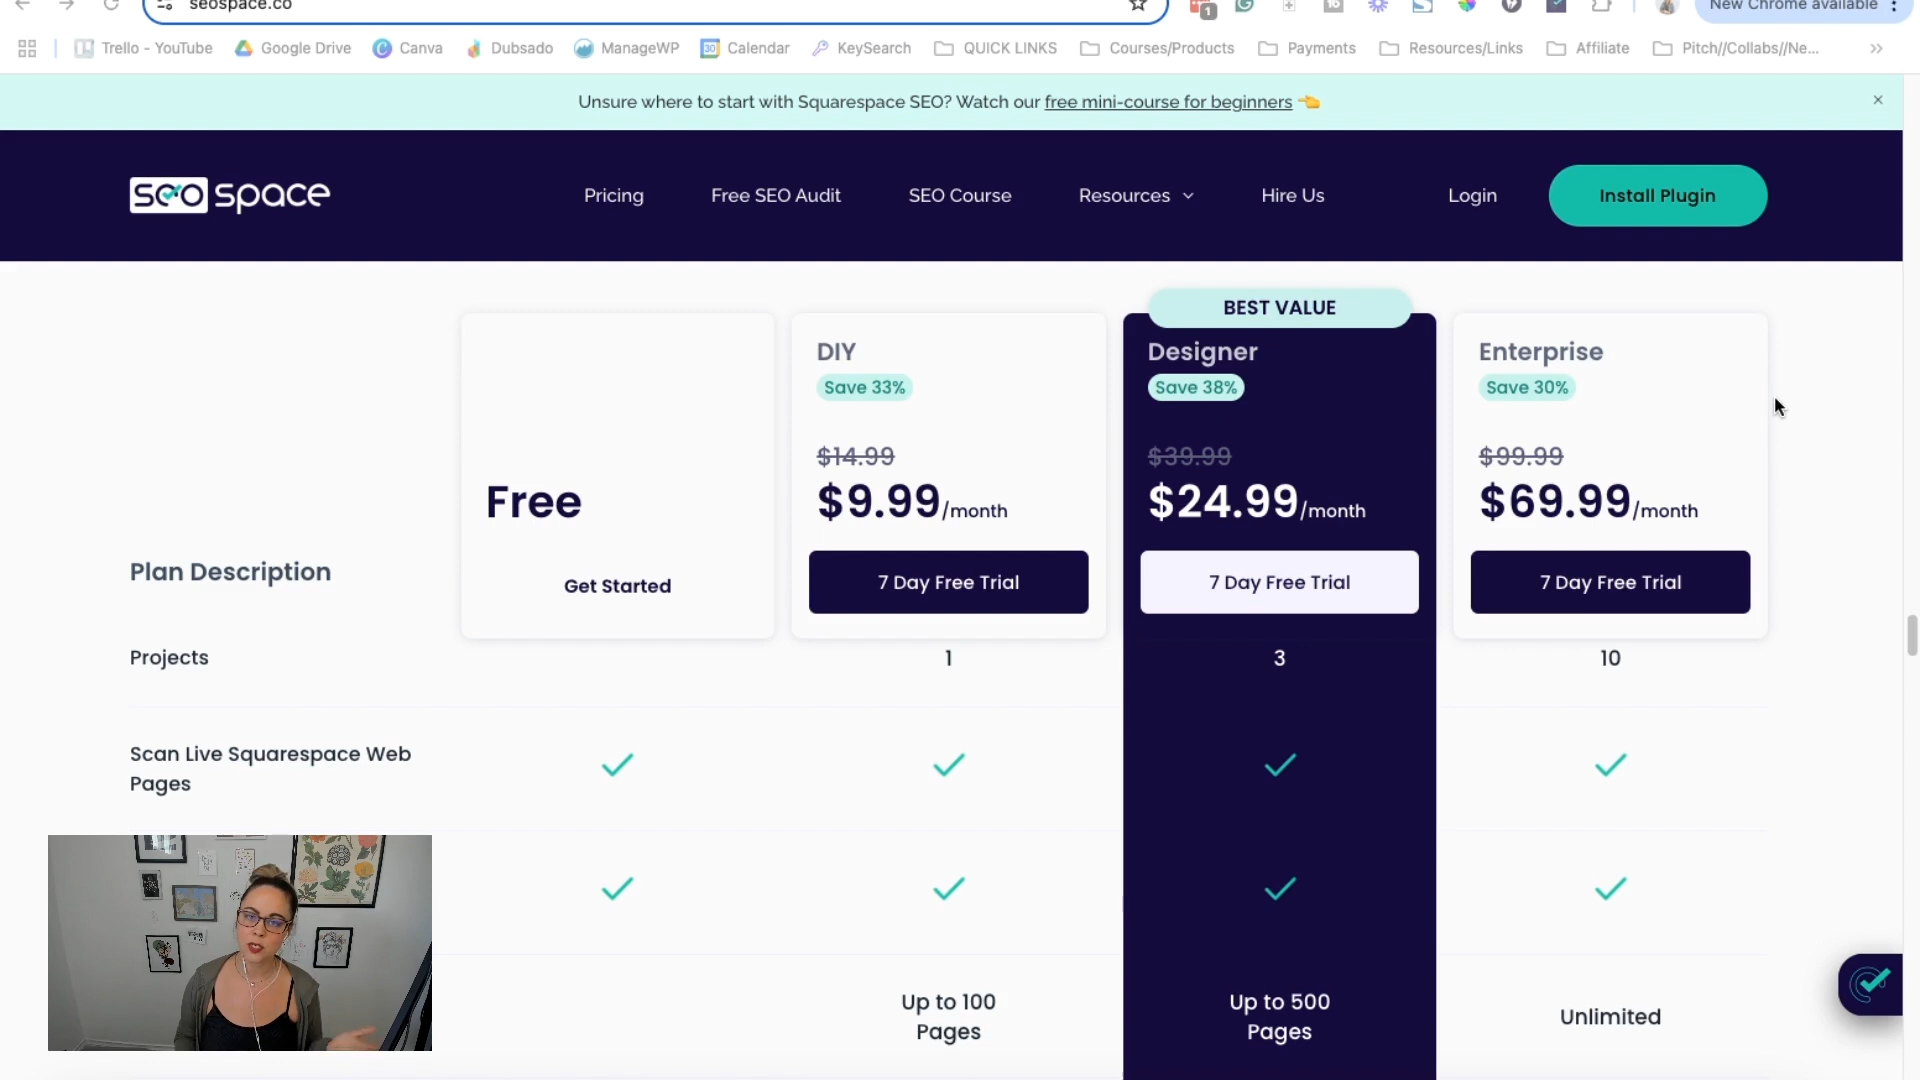 seospace.co
New Chrome available
1
Trello - YouTube
Google Drive
Canva
Dubsado
ManageWP
Calendar
KeySearch
QUICK LINKS
Courses/Products
Payments
Resources/Links
Affiliate
Pitch//Collabs//Ne...
Unsure where to start with Squarespace SEO? Watch our free mini-course for beginners 👈
seo space
Pricing
Free SEO Audit
SEO Course
Resources
Hire Us
Login
Install Plugin
BEST VALUE
DIY
Designer
Enterprise
Save 33%
Save 38%
Save 30%
$14.99
$39.99
$99.99
Free
$9.99/month
$24.99/month
$69.99/month
Plan Description
Get Started
7 Day Free Trial
7 Day Free Trial
7 Day Free Trial
Projects
1
3
10
Scan Live Squarespace Web
Pages
Up to 100
Pages
Up to 500
Pages
Unlimited